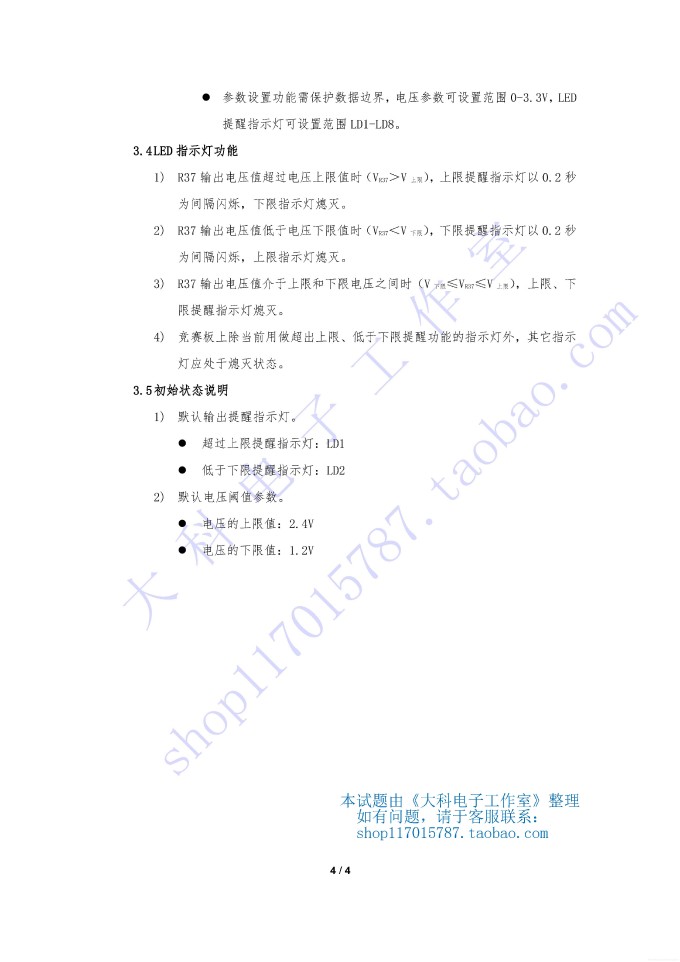 ● 参数设置功能需保护数据边界，电压参数可设置范围 0-3.3V，LED
提醒指示灯可设置范围 LD1-LD8。
3.4 LED 指示灯功能
1) R37 输出电压值超过电压上限值时（VR37＞V 上限），上限提醒指示灯以 0.2 秒
为间隔闪烁，下限指示灯熄灭。
2) R37 输出电压值低于电压下限值时（VR37＜V 下限），下限提醒指示灯以 0.2 秒
为间隔闪烁，上限指示灯熄灭。
3) R37 输出电压值介于上限和下限电压之间时（V 下限≤VR37≤V 上限），上限、下
限提醒指示灯熄灭。
4) 竞赛板上除当前用做超出上限、低于下限提醒功能的指示灯外，其它指示
灯应处于熄灭状态。
3.5 初始状态说明
1) 默认输出提醒指示灯。
● 超过上限提醒指示灯：LD1
● 低于下限提醒指示灯：LD2
2) 默认电压阈值参数。
● 电压的上限值：2.4V
● 电压的下限值：1.2V
大科电子工作室
shop117015787.taobao.com
本试题由《大科电子工作室》整理
如有问题，请于客服联系：
shop117015787.taobao.com
4 / 4